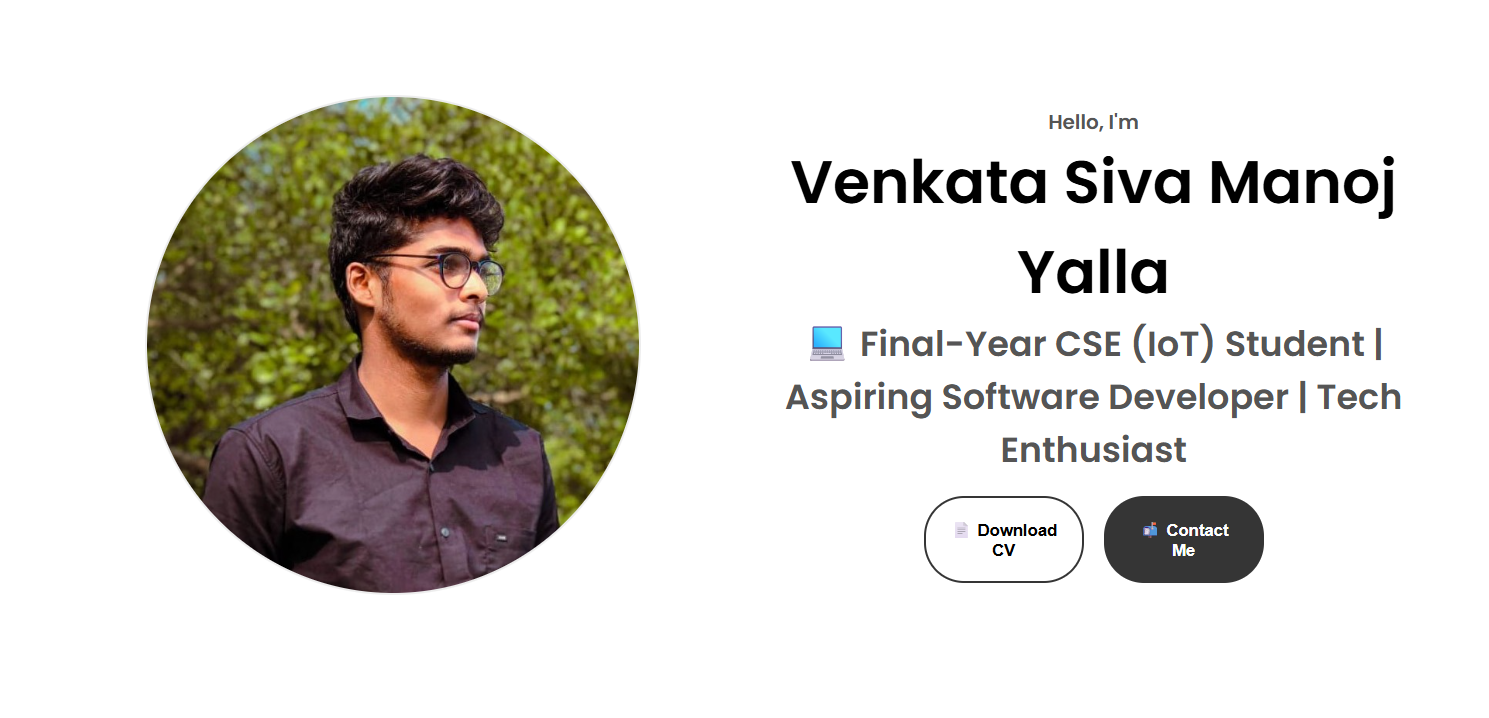 Hello, I'm
Venkata Siva Manoj
Yalla
💻 Final-Year CSE (IoT) Student |
Aspiring Software Developer | Tech
Enthusiast
📄 Download
CV
📬 Contact
Me